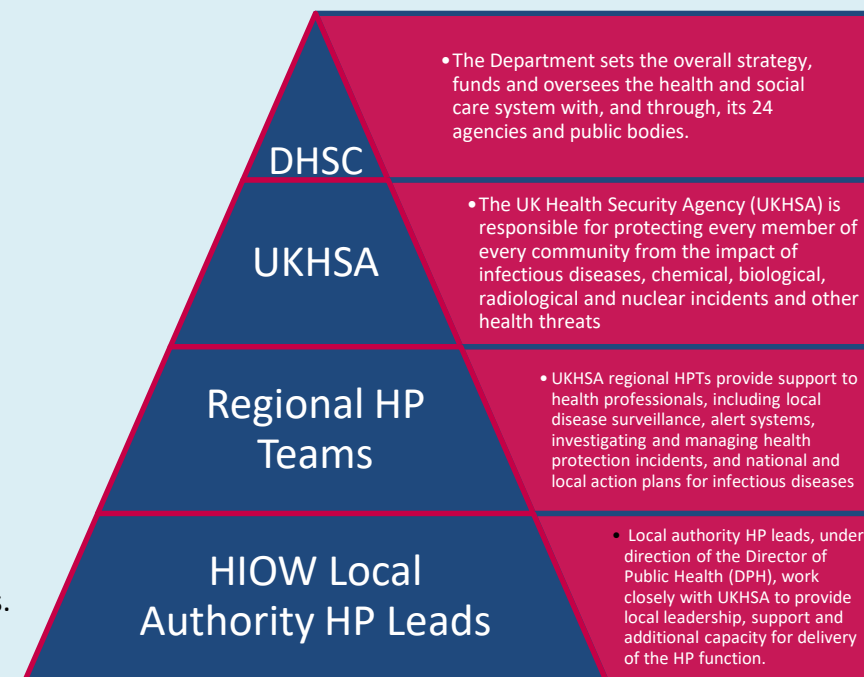 DHSC
•The Department sets the overall strategy,
funds and oversees the health and social
care system with, and through, its 24
agencies and public bodies.
UKHSA
•The UK Health Security Agency (UKHSA) is
responsible for protecting every member of
every community from the impact of
infectious diseases, chemical, biological,
radiological and nuclear incidents and other
health threats
Regional HP
Teams
• UKHSA regional HPTs provide support to
health professionals, including local
disease surveillance, alert systems,
investigating and managing health
protection incidents, and national and
local action plans for infectious diseases
HIOW Local
Authority HP Leads
• Local authority HP leads, under
direction of the Director of
Public Health (DPH), work
closely with UKHSA to provide
local leadership, support and
additional capacity for delivery
of the HP function.